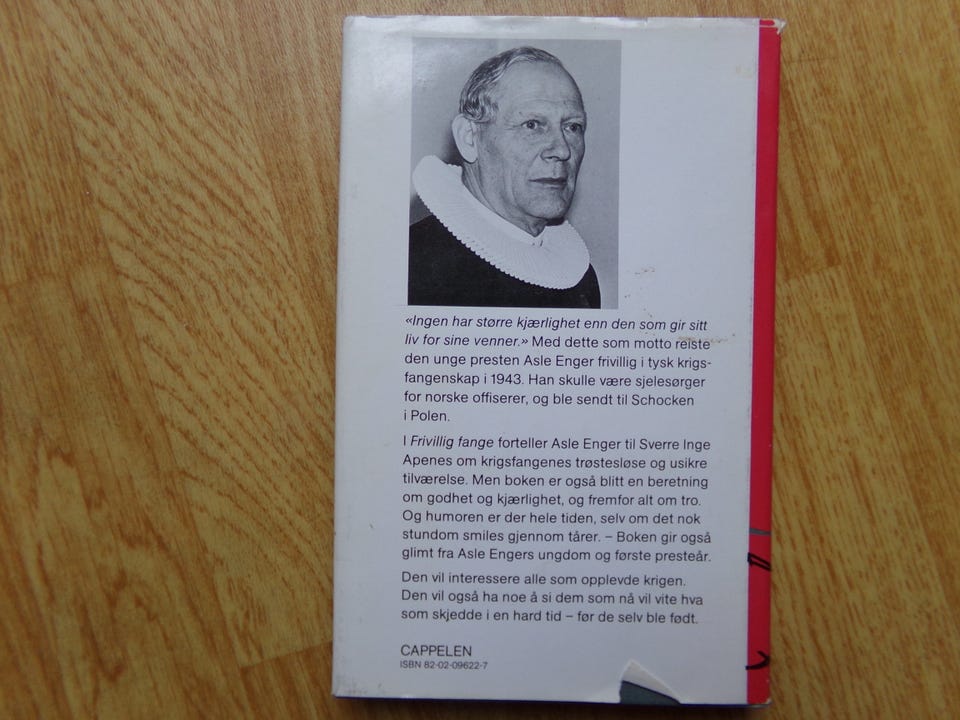 «Ingen har større kjærlighet enn den som gir sitt
liv for sine venner.» Med dette som motto reiste
den unge presten Asle Enger frivillig i tysk krigs-
fangenskap i 1943. Han skulle være sjelesørger
for norske offiserer, og ble sendt til Schocken
i Polen.
I Frivillig fange forteller Asle Enger til Sverre Inge
Apenes om krigsfangenes trøstesløse og usikre
tilværelse. Men boken er også blitt en beretning
om godhet og kjærlighet, og fremfor alt om tro.
Og humoren er der hele tiden, selv om det nok
stundom smiles gjennom tårer. – Boken gir også
glimt fra Asle Engers ungdom og første presteår.
Den vil interessere alle som opplevde krigen.
Den vil også ha noe å si dem som nå vil vite hva
som skjedde i en hard tid – før de selv ble født.
CAPPELEN
ISBN 82-02-09622-7